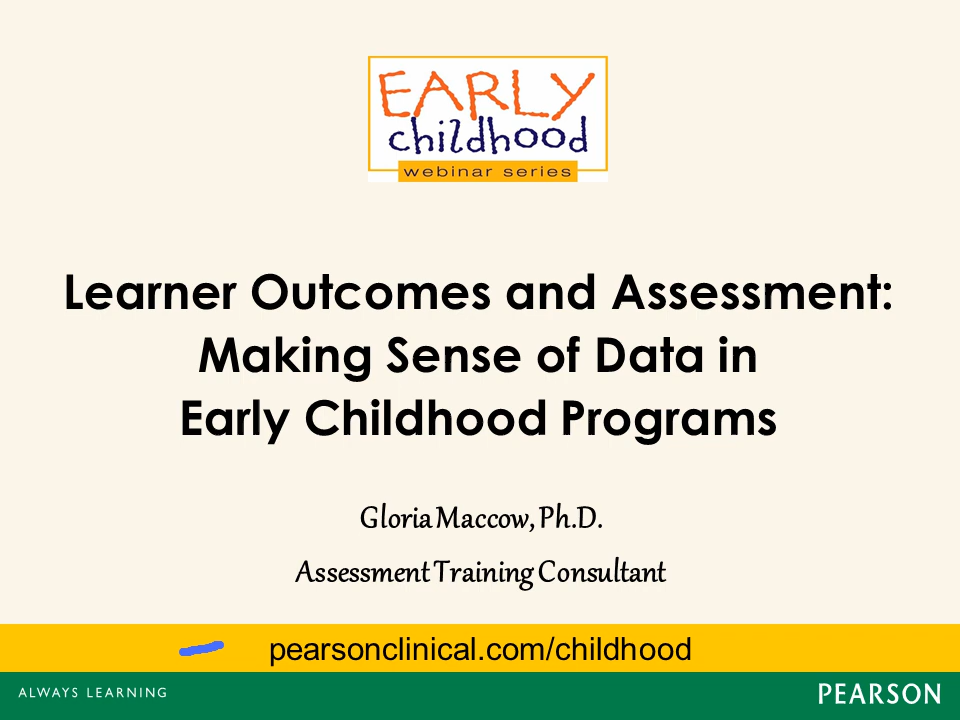 EARLY
childhood
webinar series
Learner Outcomes and Assessment:
Making Sense of Data in
Early Childhood Programs
Gloria Maccow, Ph.D.
Assessment Training Consultant
pearsonclinical.com/childhood
ALWAYS LEARNING
PEARSON